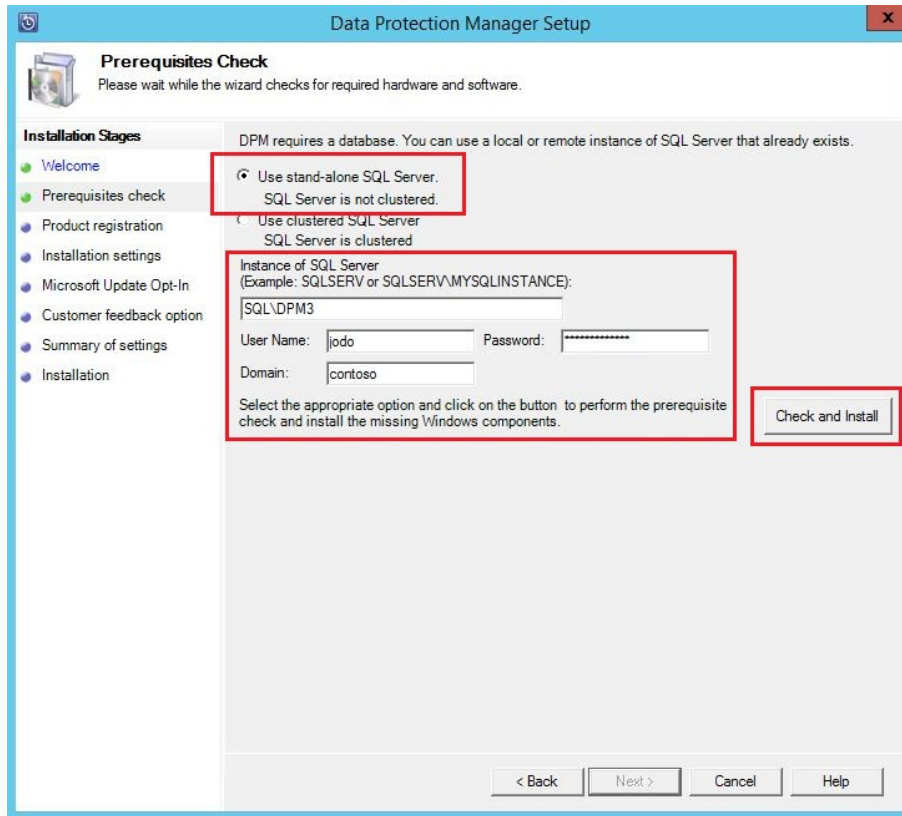 Data Protection Manager Setup
x
Prerequisites Check
Please wait while the wizard checks for required hardware and software.
Installation Stages
Welcome
Prerequisites check
Product registration
Installation settings
Microsoft Update Opt-In
Customer feedback option
Summary of settings
Installation
DPM requires a database. You can use a local or remote instance of SQL Server that already exists.
Use stand-alone SQL Server.
SQL Server is not clustered.
Use clustered SQL Server
SQL Server is clustered
Instance of SQL Server
(Example: SQLSERV or SQLSERV\MYSQLINSTANCE):
SQL\DPM3
User Name: jodo Password: *************
Domain: contoso
Select the appropriate option and click on the button to perform the prerequisite
check and install the missing Windows components.
Check and Install
< Back Next > Cancel Help